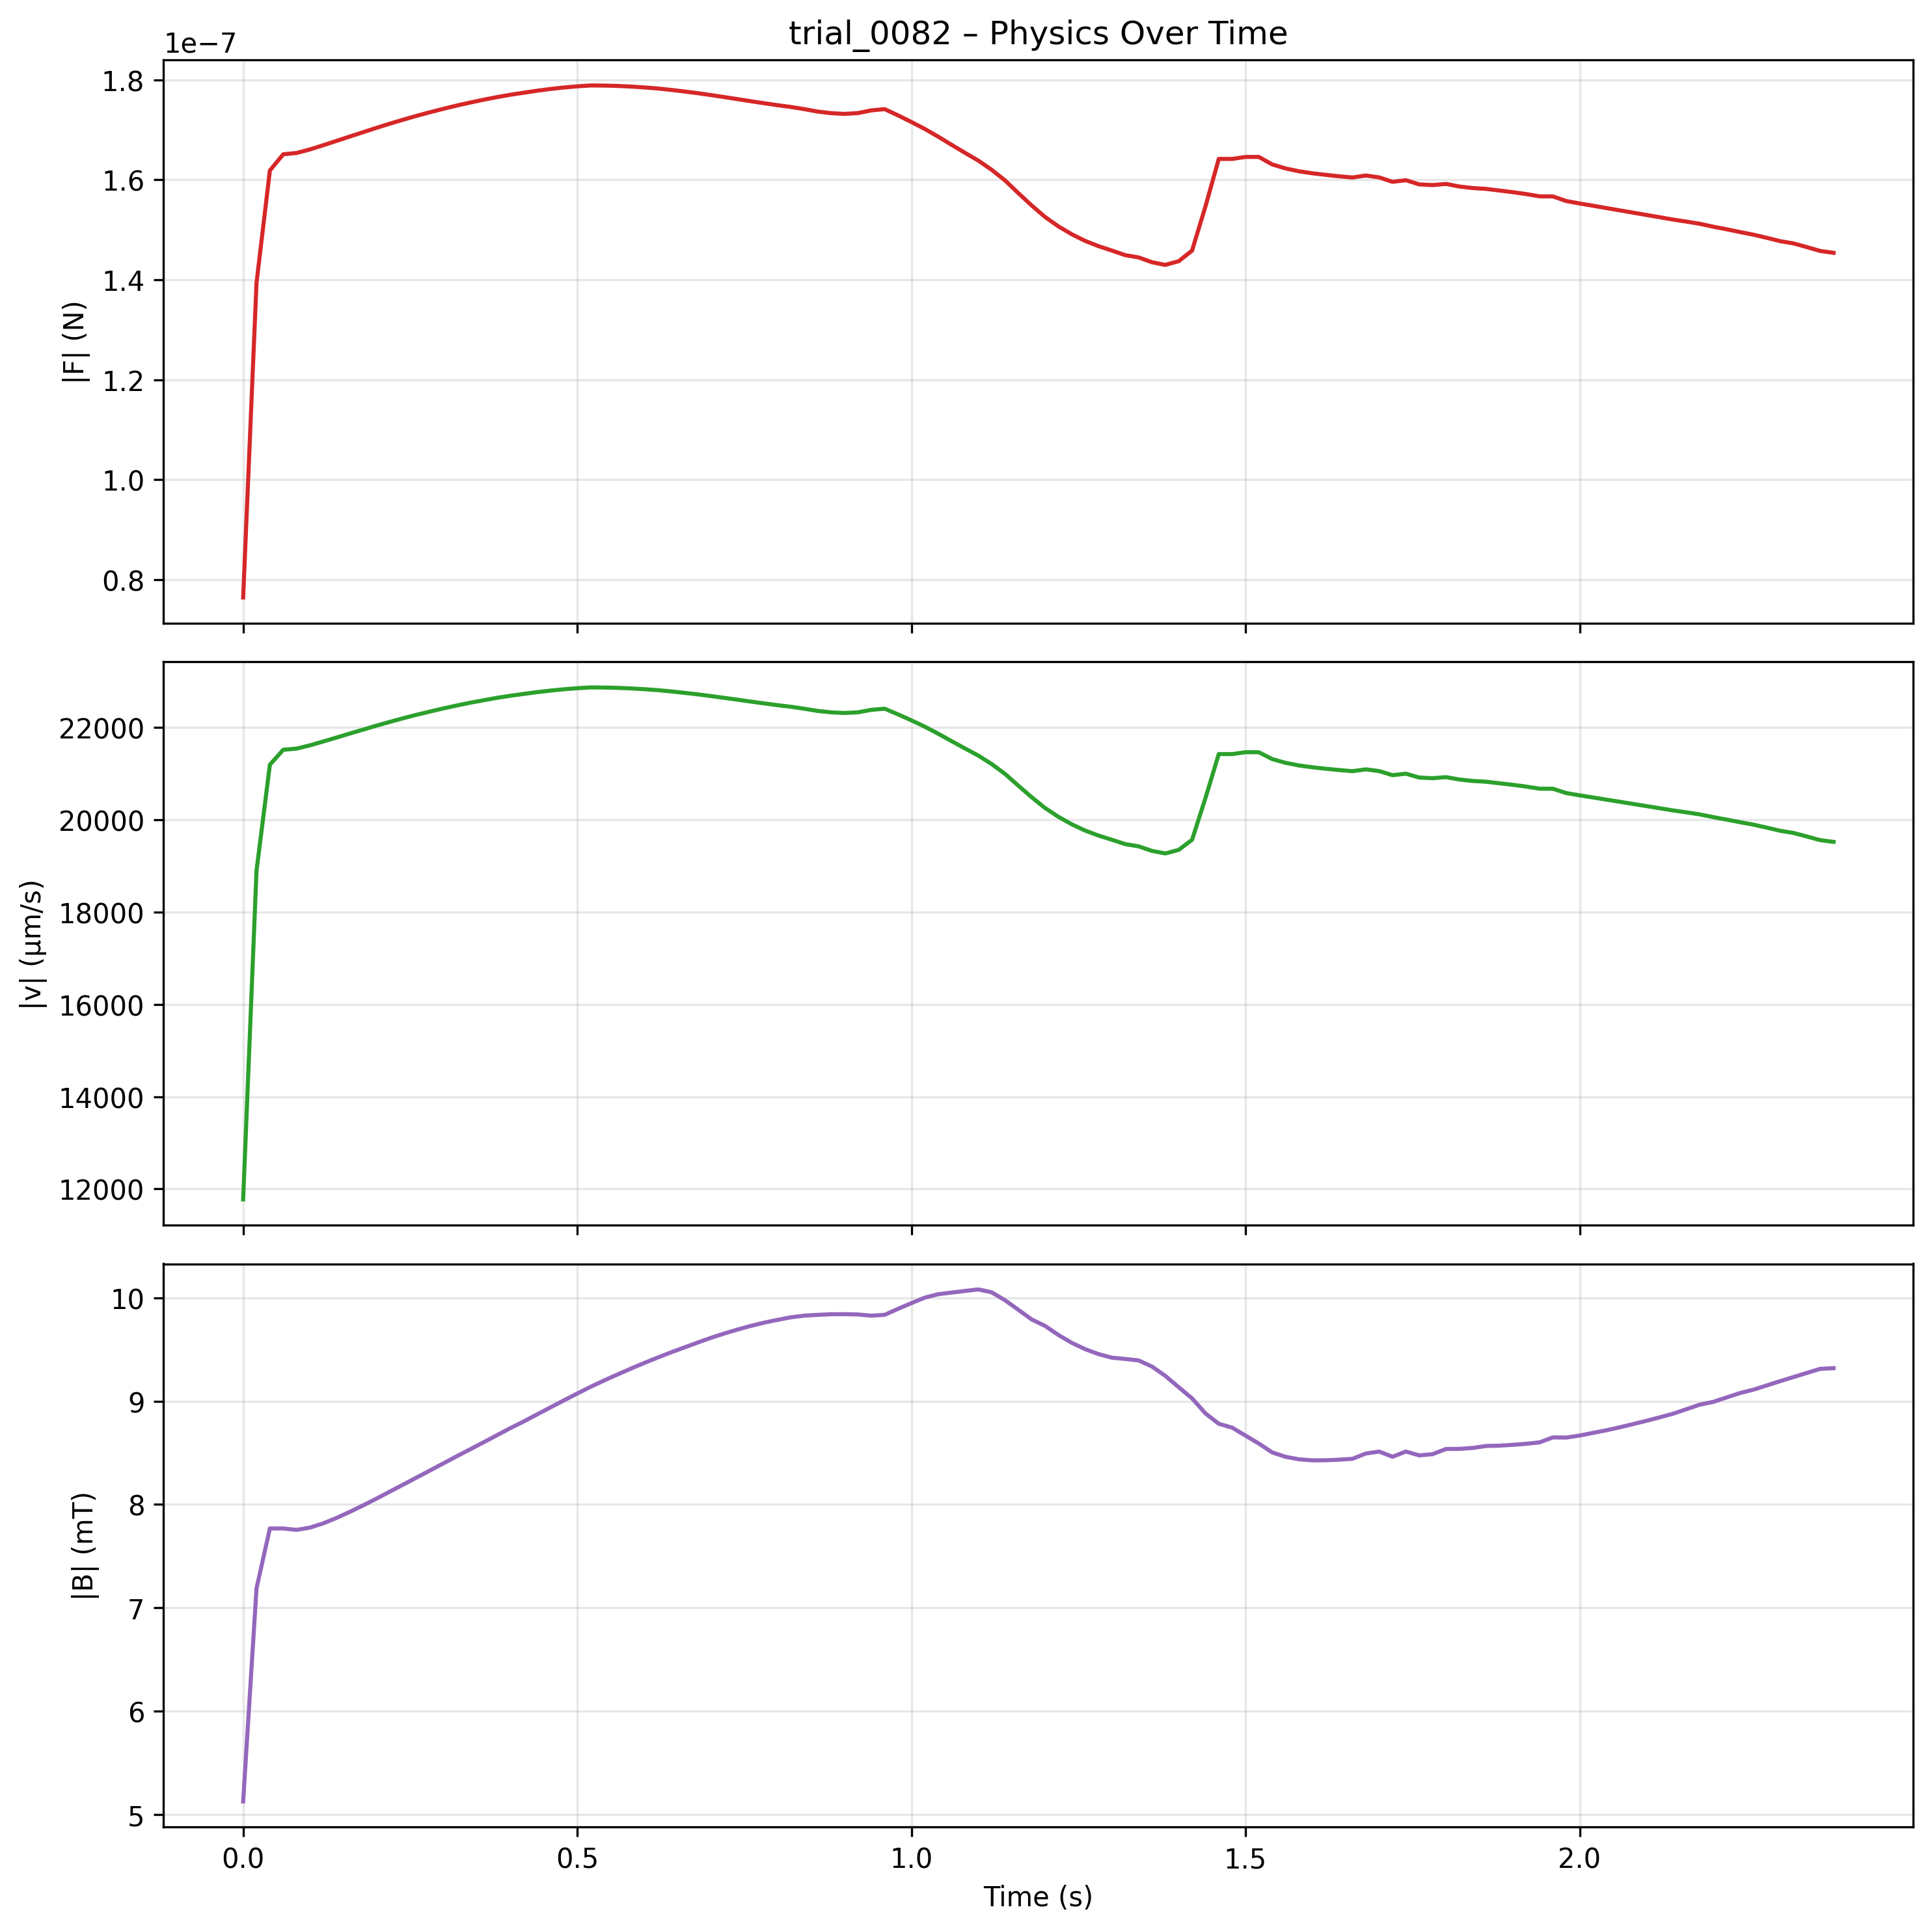 trial_0082 – Physics Over Time
1e−7
1.8
1.6
1.4
1.2
1.0
0.8
|F| (N)
22000
20000
18000
16000
14000
12000
|v| (µm/s)
10
9
8
7
6
5
|B| (mT)
0.0 0.5 1.0 1.5 2.0
Time (s)